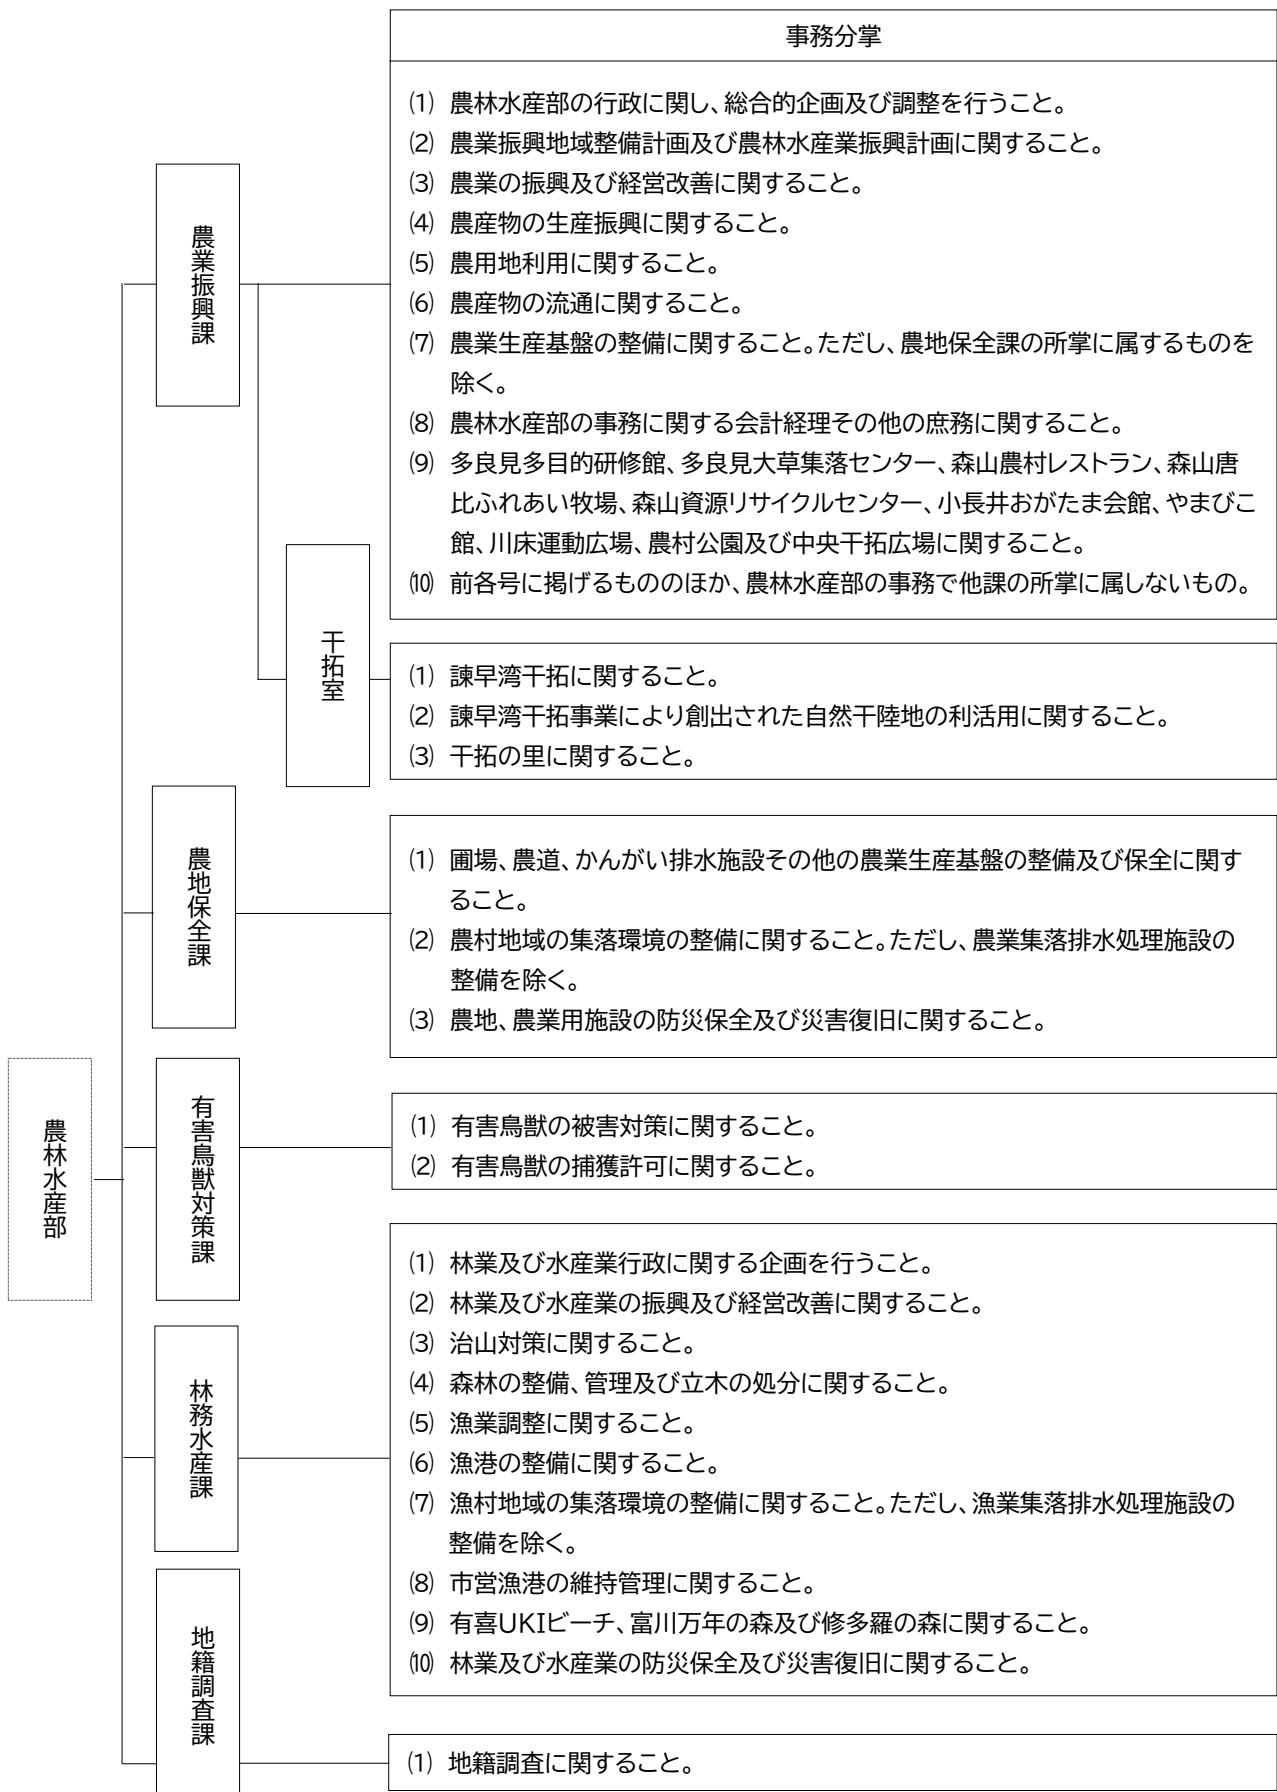 事務分掌
農林水産部
農業振興課
⑴ 農林水産部の行政に関し、総合的企画及び調整を行うこと。
⑵ 農業振興地域整備計画及び農林水産業振興計画に関すること。
⑶ 農業の振興及び経営改善に関すること。
⑷ 農産物の生産振興に関すること。
⑸ 農用地利用に関すること。
⑹ 農産物の流通に関すること。
⑺ 農業生産基盤の整備に関すること。ただし、農地保全課の所掌に属するものを
除く。
⑻ 農林水産部の事務に関する会計経理その他の庶務に関すること。
⑼ 多良見多目的研修館、多良見大草集落センター、森山農村レストラン、森山唐
比ふれあい牧場、森山資源リサイクルセンター、小長井おがたま会館、やまびこ
館、川床運動広場、農村公園及び中央干拓広場に関すること。
⑽ 前各号に掲げるもののほか、農林水産部の事務で他課の所掌に属しないもの。
干拓室
⑴ 諫早湾干拓に関すること。
⑵ 諫早湾干拓事業により創出された自然干陸地の利活用に関すること。
⑶ 干拓の里に関すること。
農地保全課
⑴ 圃場、農道、かんがい排水施設その他の農業生産基盤の整備及び保全に関す
ること。
⑵ 農村地域の集落環境の整備に関すること。ただし、農業集落排水処理施設の
整備を除く。
⑶ 農地、農業用施設の防災保全及び災害復旧に関すること。
有害鳥獣対策課
⑴ 有害鳥獣の被害対策に関すること。
⑵ 有害鳥獣の捕獲許可に関すること。
林務水産課
⑴ 林業及び水産業行政に関する企画を行うこと。
⑵ 林業及び水産業の振興及び経営改善に関すること。
⑶ 治山対策に関すること。
⑷ 森林の整備、管理及び立木の処分に関すること。
⑸ 漁業調整に関すること。
⑹ 漁港の整備に関すること。
⑺ 漁村地域の集落環境の整備に関すること。ただし、漁業集落排水処理施設の
整備を除く。
⑻ 市営漁港の維持管理に関すること。
⑼ 有喜UKIビーチ、富川万年の森及び修多羅の森に関すること。
⑽ 林業及び水産業の防災保全及び災害復旧に関すること。
地籍調査課
⑴ 地籍調査に関すること。